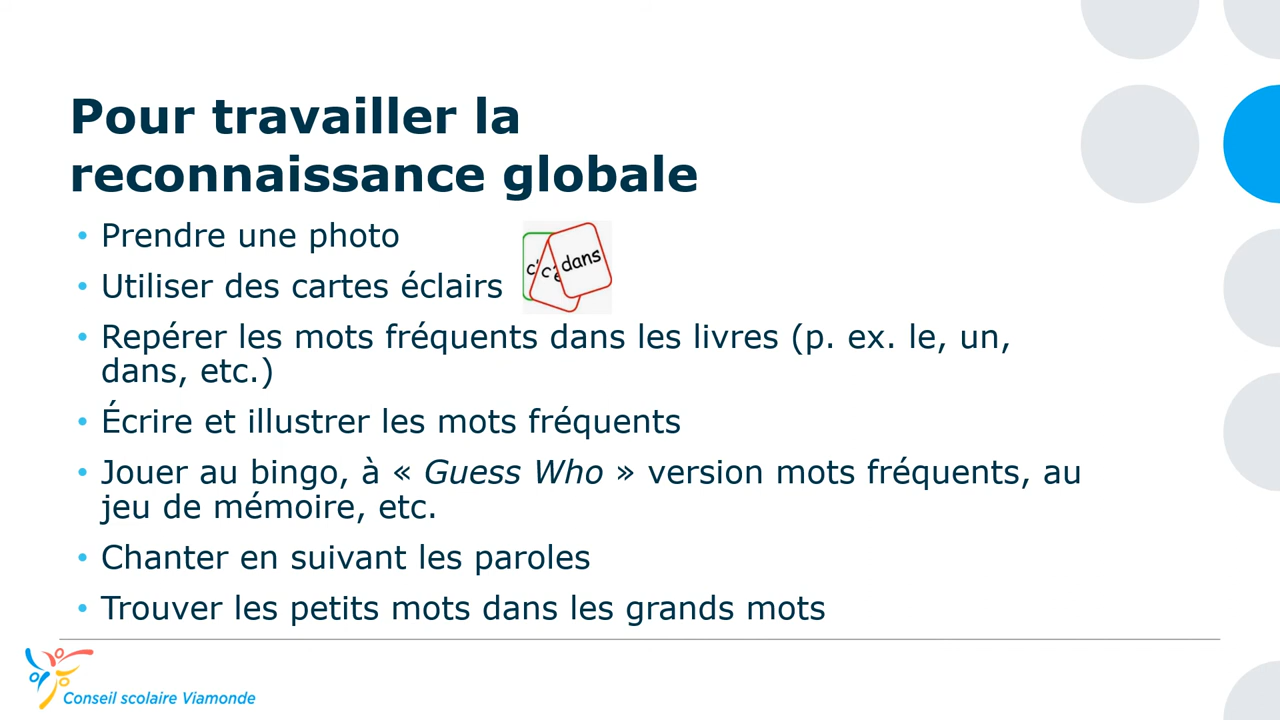 Pour travailler la
reconnaissance globale
• Prendre une photo
• Utiliser des cartes éclairs
dans
• Repérer les mots fréquents dans les livres (p. ex. le, un,
dans, etc.)
• Écrire et illustrer les mots fréquents
• Jouer au bingo, à « Guess Who » version mots fréquents, au
jeu de mémoire, etc.
• Chanter en suivant les paroles
• Trouver les petits mots dans les grands mots
Conseil scolaire Viamonde